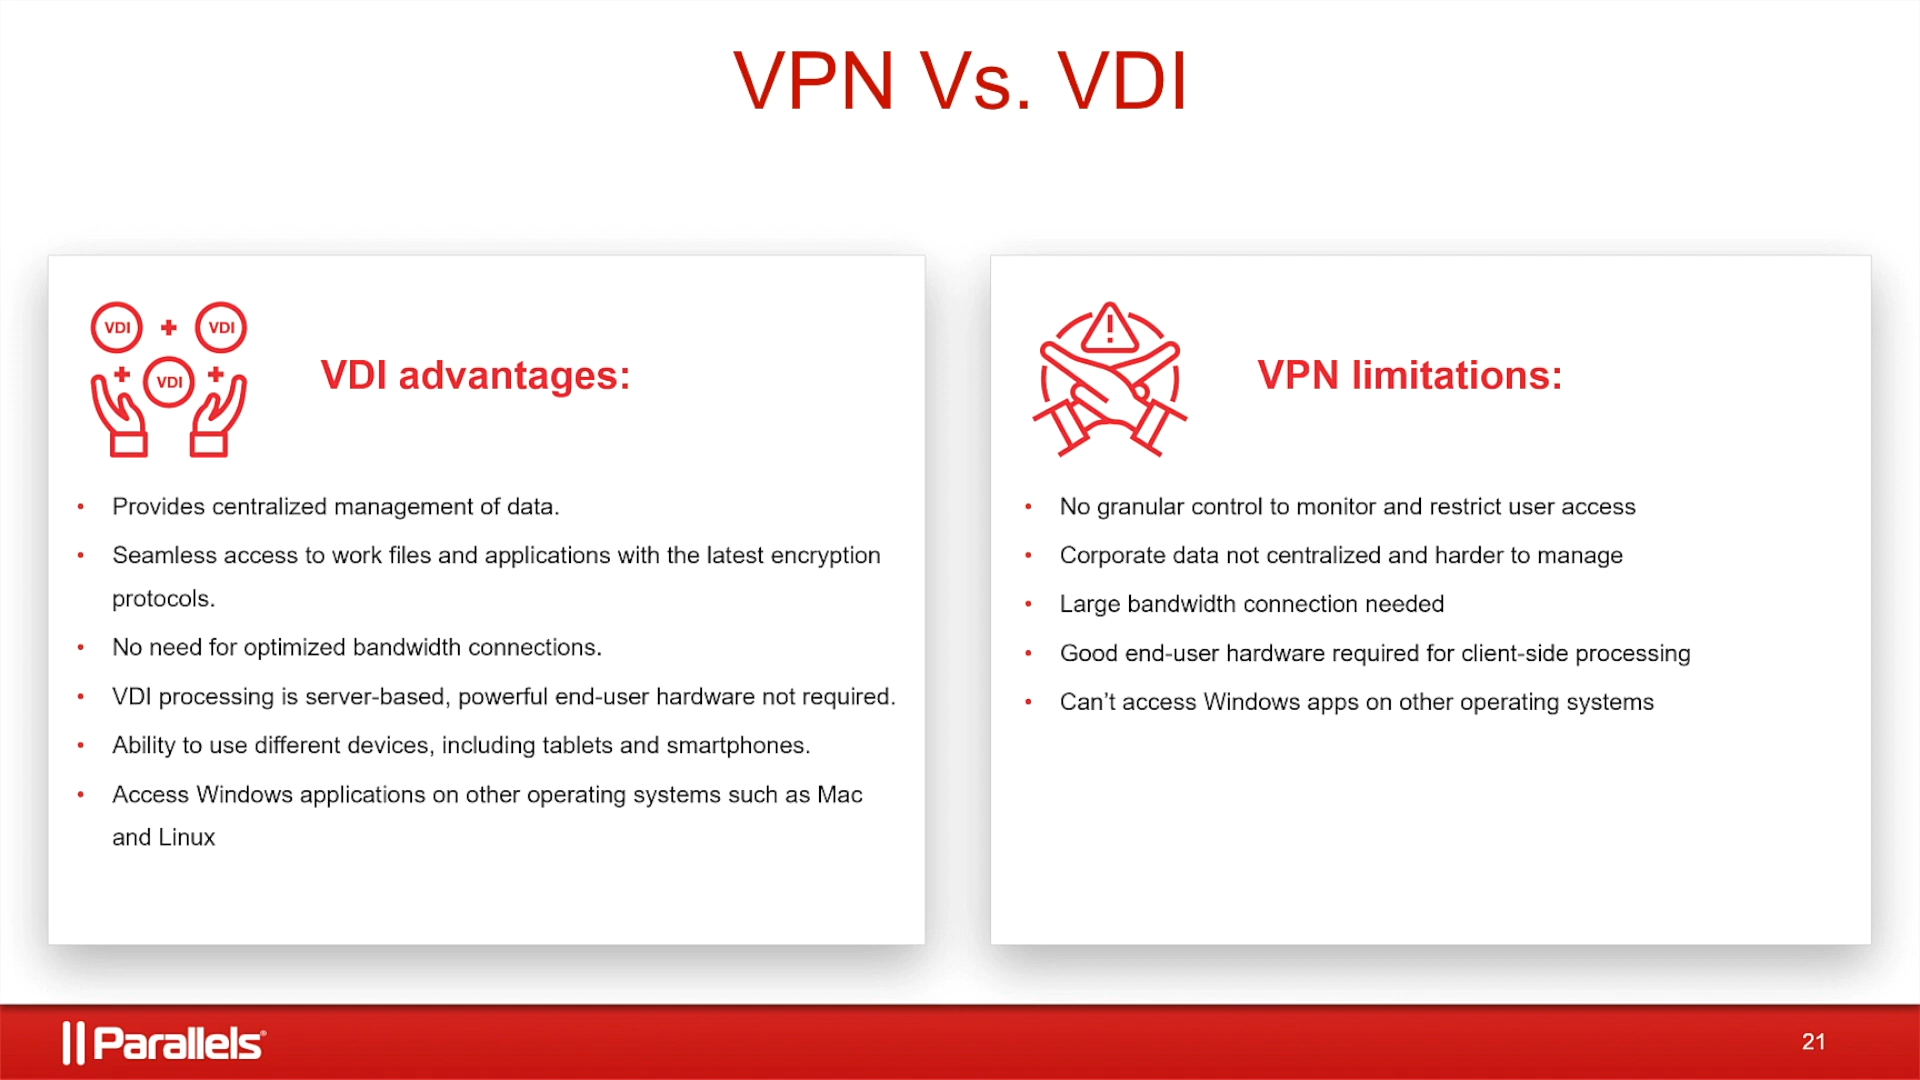 VPN Vs. VDI
VDI + VDI
+ VDI +
VDI advantages:
• Provides centralized management of data.
• Seamless access to work files and applications with the latest encryption
protocols.
• No need for optimized bandwidth connections.
• VDI processing is server-based, powerful end-user hardware not required.
• Ability to use different devices, including tablets and smartphones.
• Access Windows applications on other operating systems such as Mac
and Linux
!
VPN limitations:
• No granular control to monitor and restrict user access
• Corporate data not centralized and harder to manage
• Large bandwidth connection needed
• Good end-user hardware required for client-side processing
• Can’t access Windows apps on other operating systems
Parallels®
21